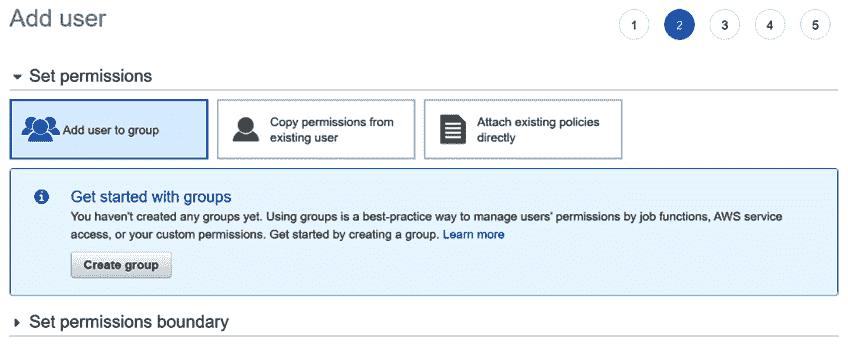 Add user
1 2 3 4 5
Set permissions
Add user to group
Copy permissions from
existing user
Attach existing policies
directly
Get started with groups
You haven't created any groups yet. Using groups is a best-practice way to manage users' permissions by job functions, AWS service
access, or your custom permissions. Get started by creating a group. Learn more
Create group
Set permissions boundary